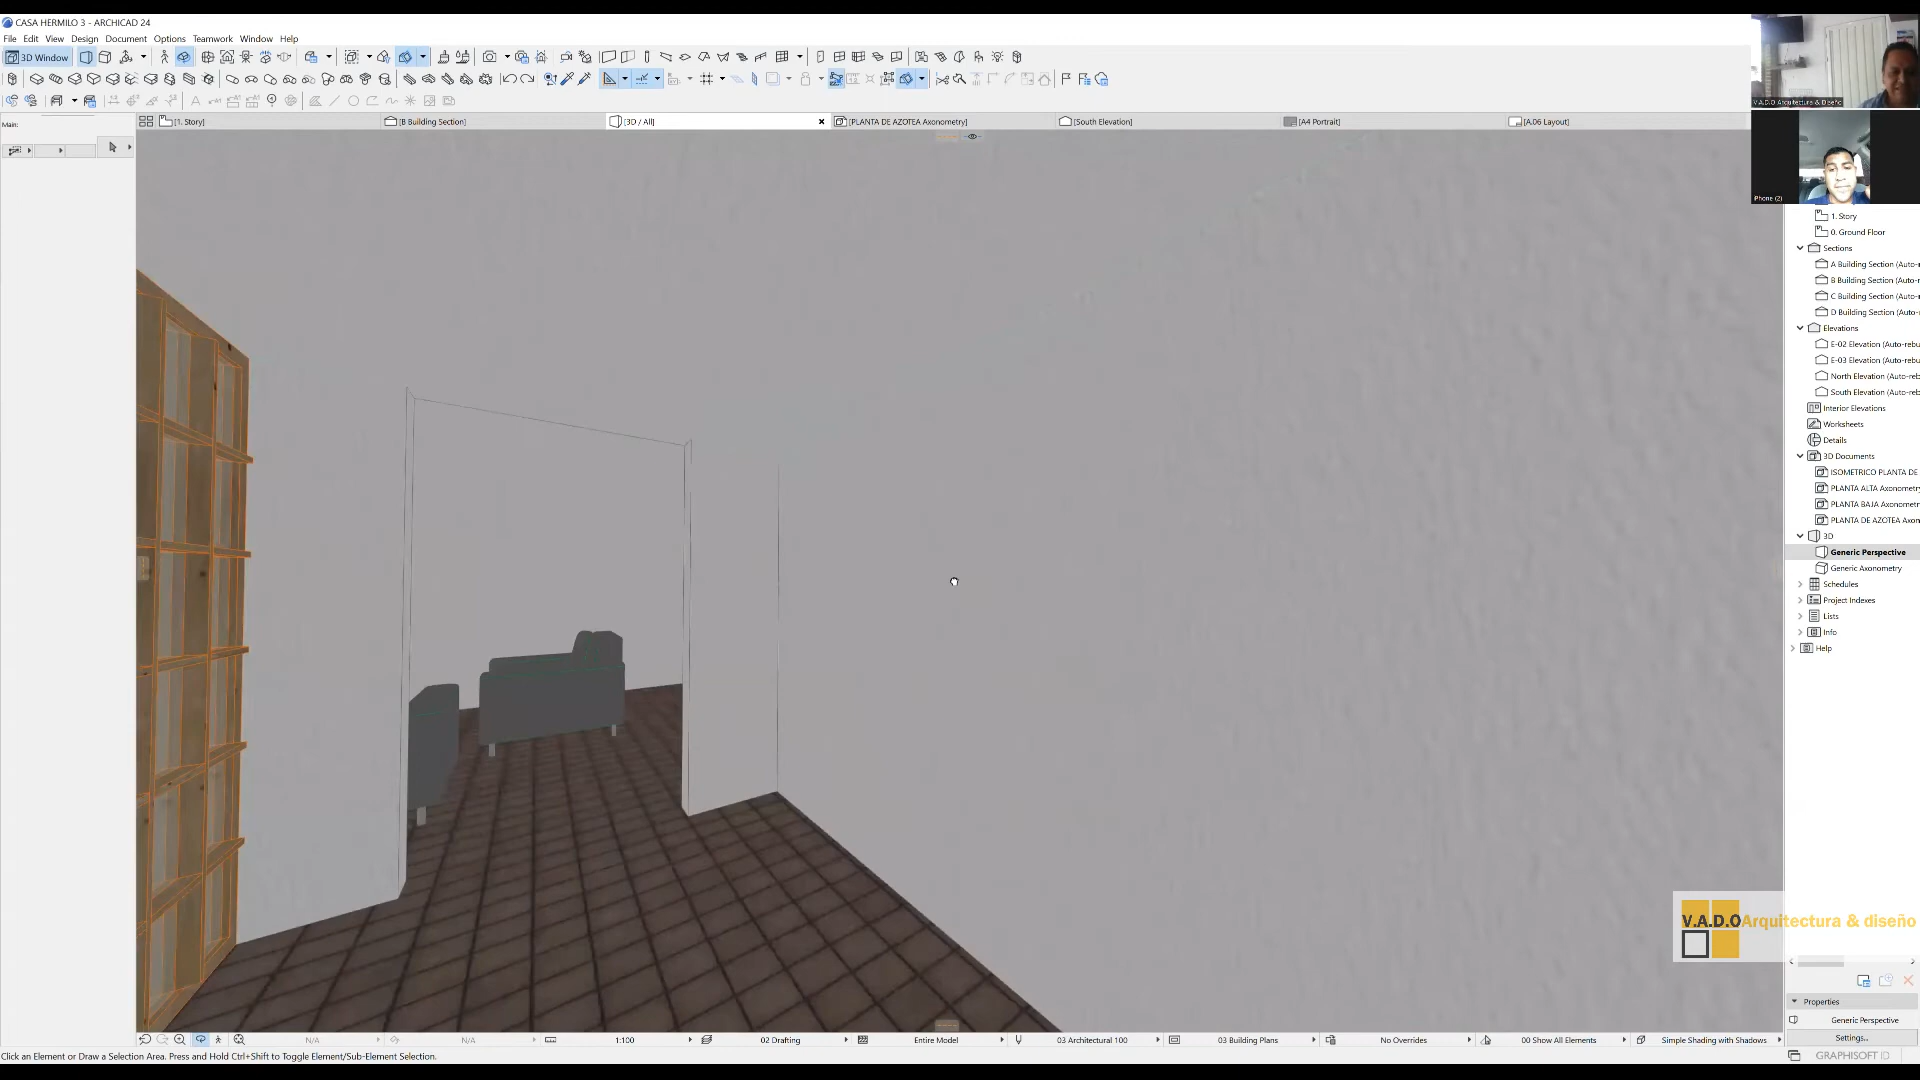 CASA HERMILO 3 - ARCHICAD 24
File Edit View Design Options Document Teamwork Window Help
3D Window
Main:
[1. Story]
[B Building Section]
[3D / All]
[PLANTA DE AZOTEA Axonometry]
[South Elevation]
[A4 Portrait]
[A.06 Layout]
V.A.D.O Arquitectura & Diseño
iPhone (2)
1. Story
0. Ground Floor
Sections
A Building Section (Auto-r
B Building Section (Auto-r
C Building Section (Auto-r
D Building Section (Auto-r
Elevations
E-02 Elevation (Auto-rebu
E-03 Elevation (Auto-rebu
North Elevation (Auto-reb
South Elevation (Auto-reb
Interior Elevations
Worksheets
Details
3D Documents
ISOMETRICO PLANTA DE
PLANTA ALTA Axonometry
PLANTA BAJA Axonometr
PLANTA DE AZOTEA Axon
3D
Generic Perspective
Generic Axonometry
Schedules
Project Indexes
Lists
Info
Help
V.A.D.O Arquitectura & diseño
Properties
Generic Perspective
Settings...
N/A
N/A
1:100
02 Drafting
Entire Model
03 Architectural 100
03 Building Plans
No Overrides
00 Show All Elements
Simple Shading with Shadows
Click an Element or Draw a Selection Area. Press and Hold Ctrl+Shift to Toggle Element/Sub-Element Selection.
GRAPHISOFT ID